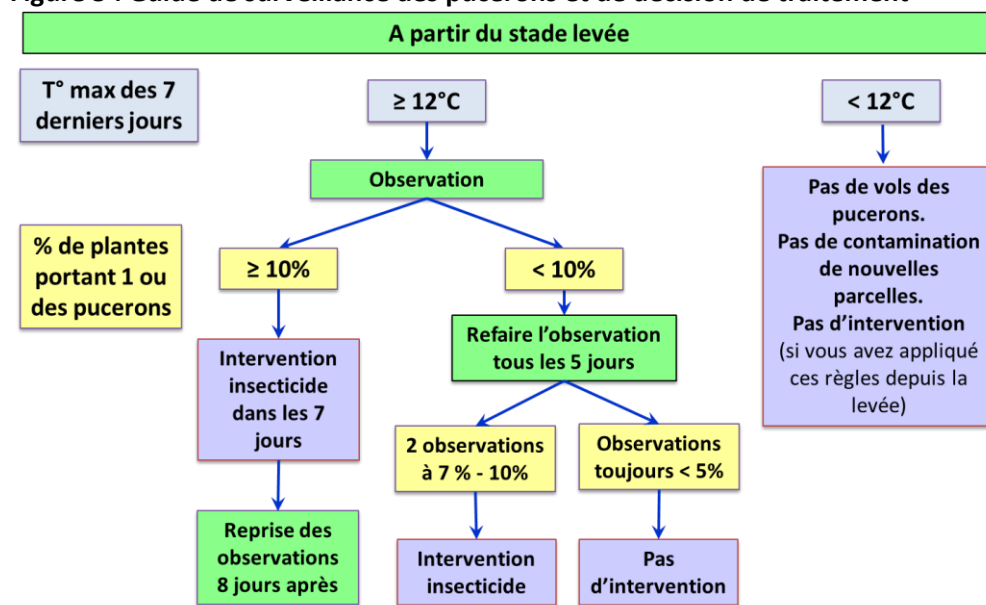 A partir du stade levée
T° max des 7
derniers jours
≥ 12°C
< 12°C
Observation
Pas de vols des
pucerons.
Pas de contamination
de nouvelles
parcelles.
Pas d'intervention
(si vous avez appliqué
ces règles depuis la
levée)
% de plantes
portant 1 ou
des pucerons
≥ 10%
< 10%
Intervention
insecticide
dans les 7
jours
Refaire l'observation
tous les 5 jours
2 observations
à 7 % - 10%
Observations
toujours < 5%
Reprise des
observations
8 jours après
Intervention
insecticide
Pas
d'intervention